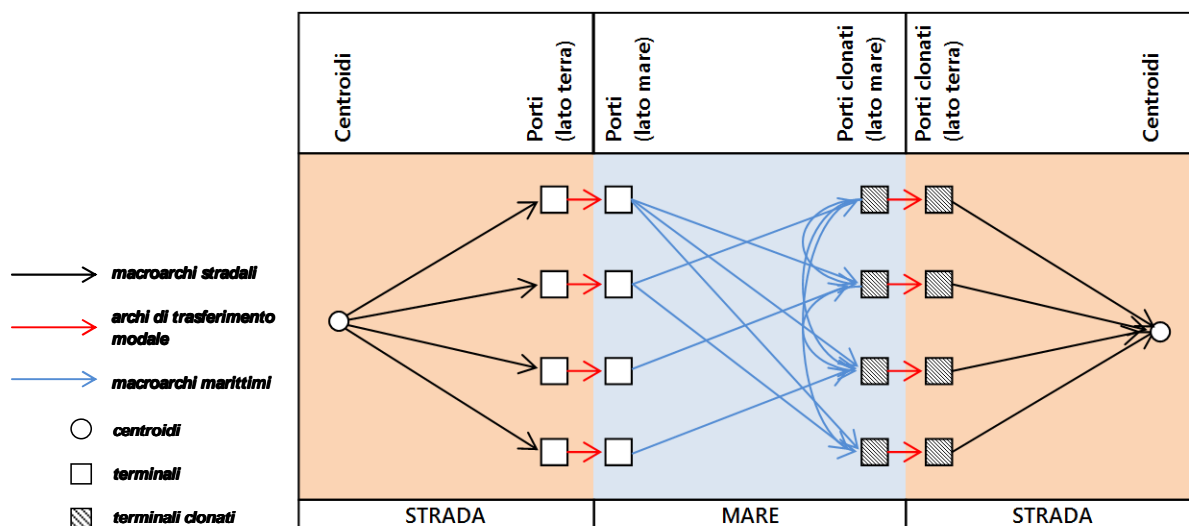 Centroidi
Porti
(lato terra)
Porti
(lato mare)
Porti clonati
(lato mare)
Porti clonati
(lato terra)
Centroidi
macroarchi stradali
archi di trasferimento
modale
macroarchi marittimi
centroidi
terminali
terminali clonati
STRADA
MARE
STRADA